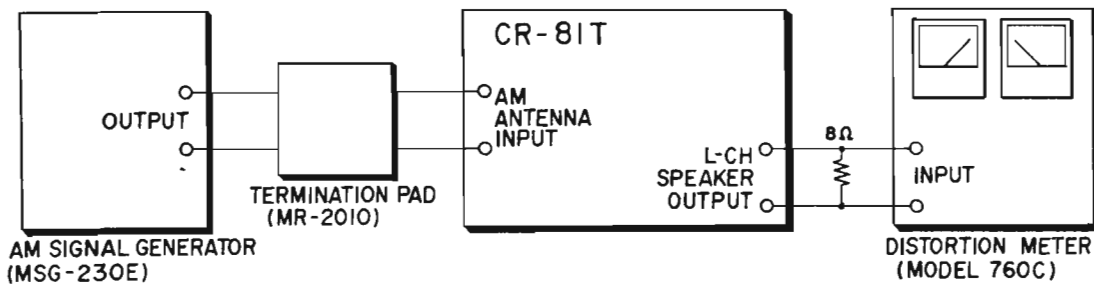 OUTPUT
AM SIGNAL GENERATOR
(MSG-230E)
TERMINATION PAD
(MR-2010)
CR-81T
AM
ANTENNA
INPUT
L-CH
SPEAKER
OUTPUT
8Ω
INPUT
DISTORTION METER
(MODEL 760C)